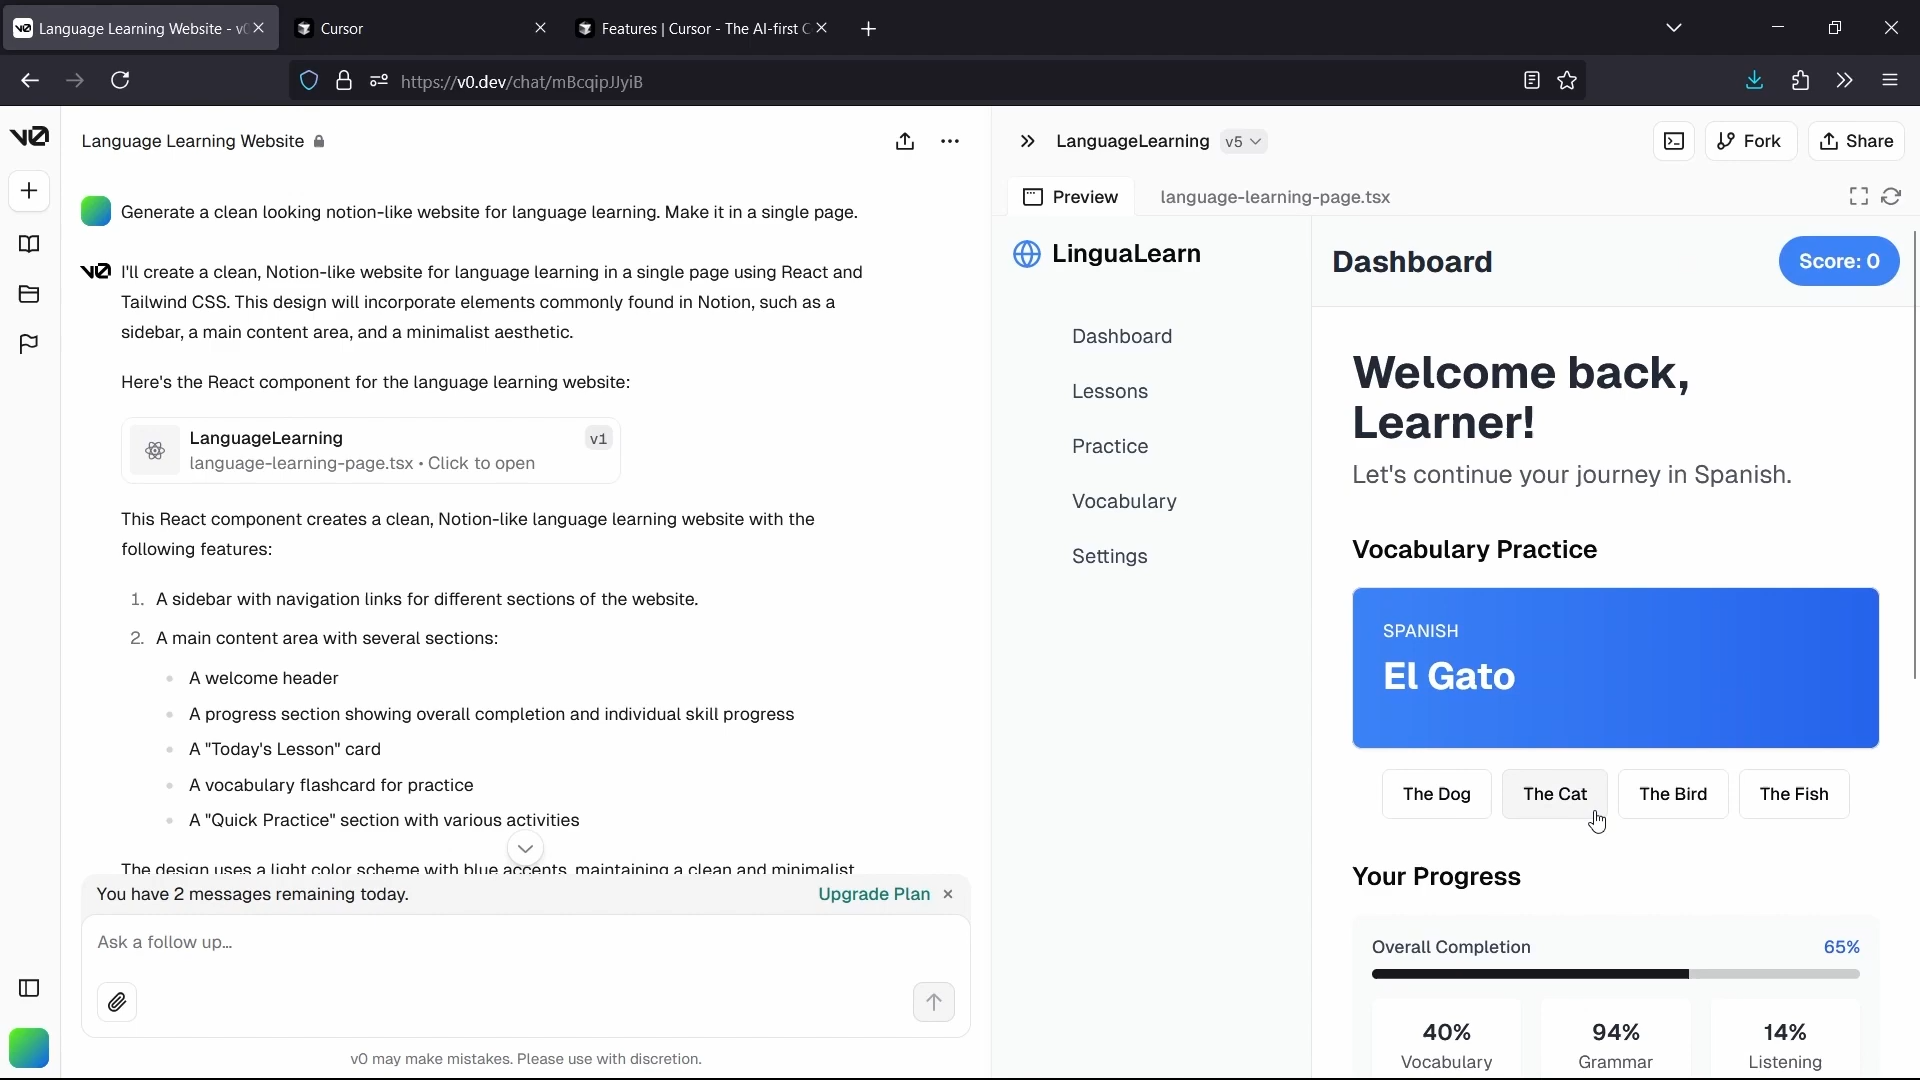 Language Learning Website - v0
Cursor
Features | Cursor - The AI-first C
https://v0.dev/chat/mBcqipJJyiB
Language Learning Website
Generate a clean looking notion-like website for language learning. Make it in a single page.
I'll create a clean, Notion-like website for language learning in a single page using React and
Tailwind CSS. This design will incorporate elements commonly found in Notion, such as a
sidebar, a main content area, and a minimalist aesthetic.
Here's the React component for the language learning website:
LanguageLearning
v1
language-learning-page.tsx • Click to open
This React component creates a clean, Notion-like language learning website with the
following features:
1. A sidebar with navigation links for different sections of the website.
2. A main content area with several sections:
A welcome header
A progress section showing overall completion and individual skill progress
A "Today's Lesson" card
A vocabulary flashcard for practice
A "Quick Practice" section with various activities
The design uses a light color scheme with blue accents, maintaining a clean and minimalist
You have 2 messages remaining today.
Upgrade Plan
Ask a follow up...
v0 may make mistakes. Please use with discretion.
LanguageLearning
v5
Fork
Share
Preview
language-learning-page.tsx
LinguaLearn
Dashboard
Lessons
Practice
Vocabulary
Settings
Dashboard
Score: 0
Welcome back,
Learner!
Let's continue your journey in Spanish.
Vocabulary Practice
SPANISH
El Gato
The Dog
The Cat
The Bird
The Fish
Your Progress
Overall Completion
65%
40%
94%
14%
Vocabulary
Grammar
Listening